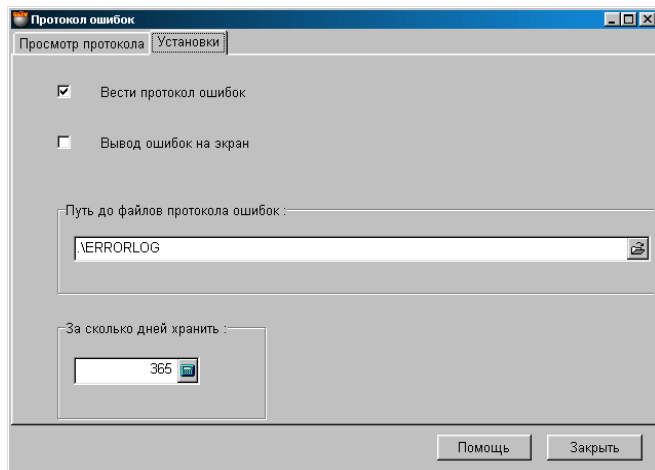 Протокол ошибок
Просмотр протокола Установки
Вести протокол ошибок
Вывод ошибок на экран
Путь до файлов протокола ошибок :
.\ERRORLOG
За сколько дней хранить :
365
Помощь Закрыть